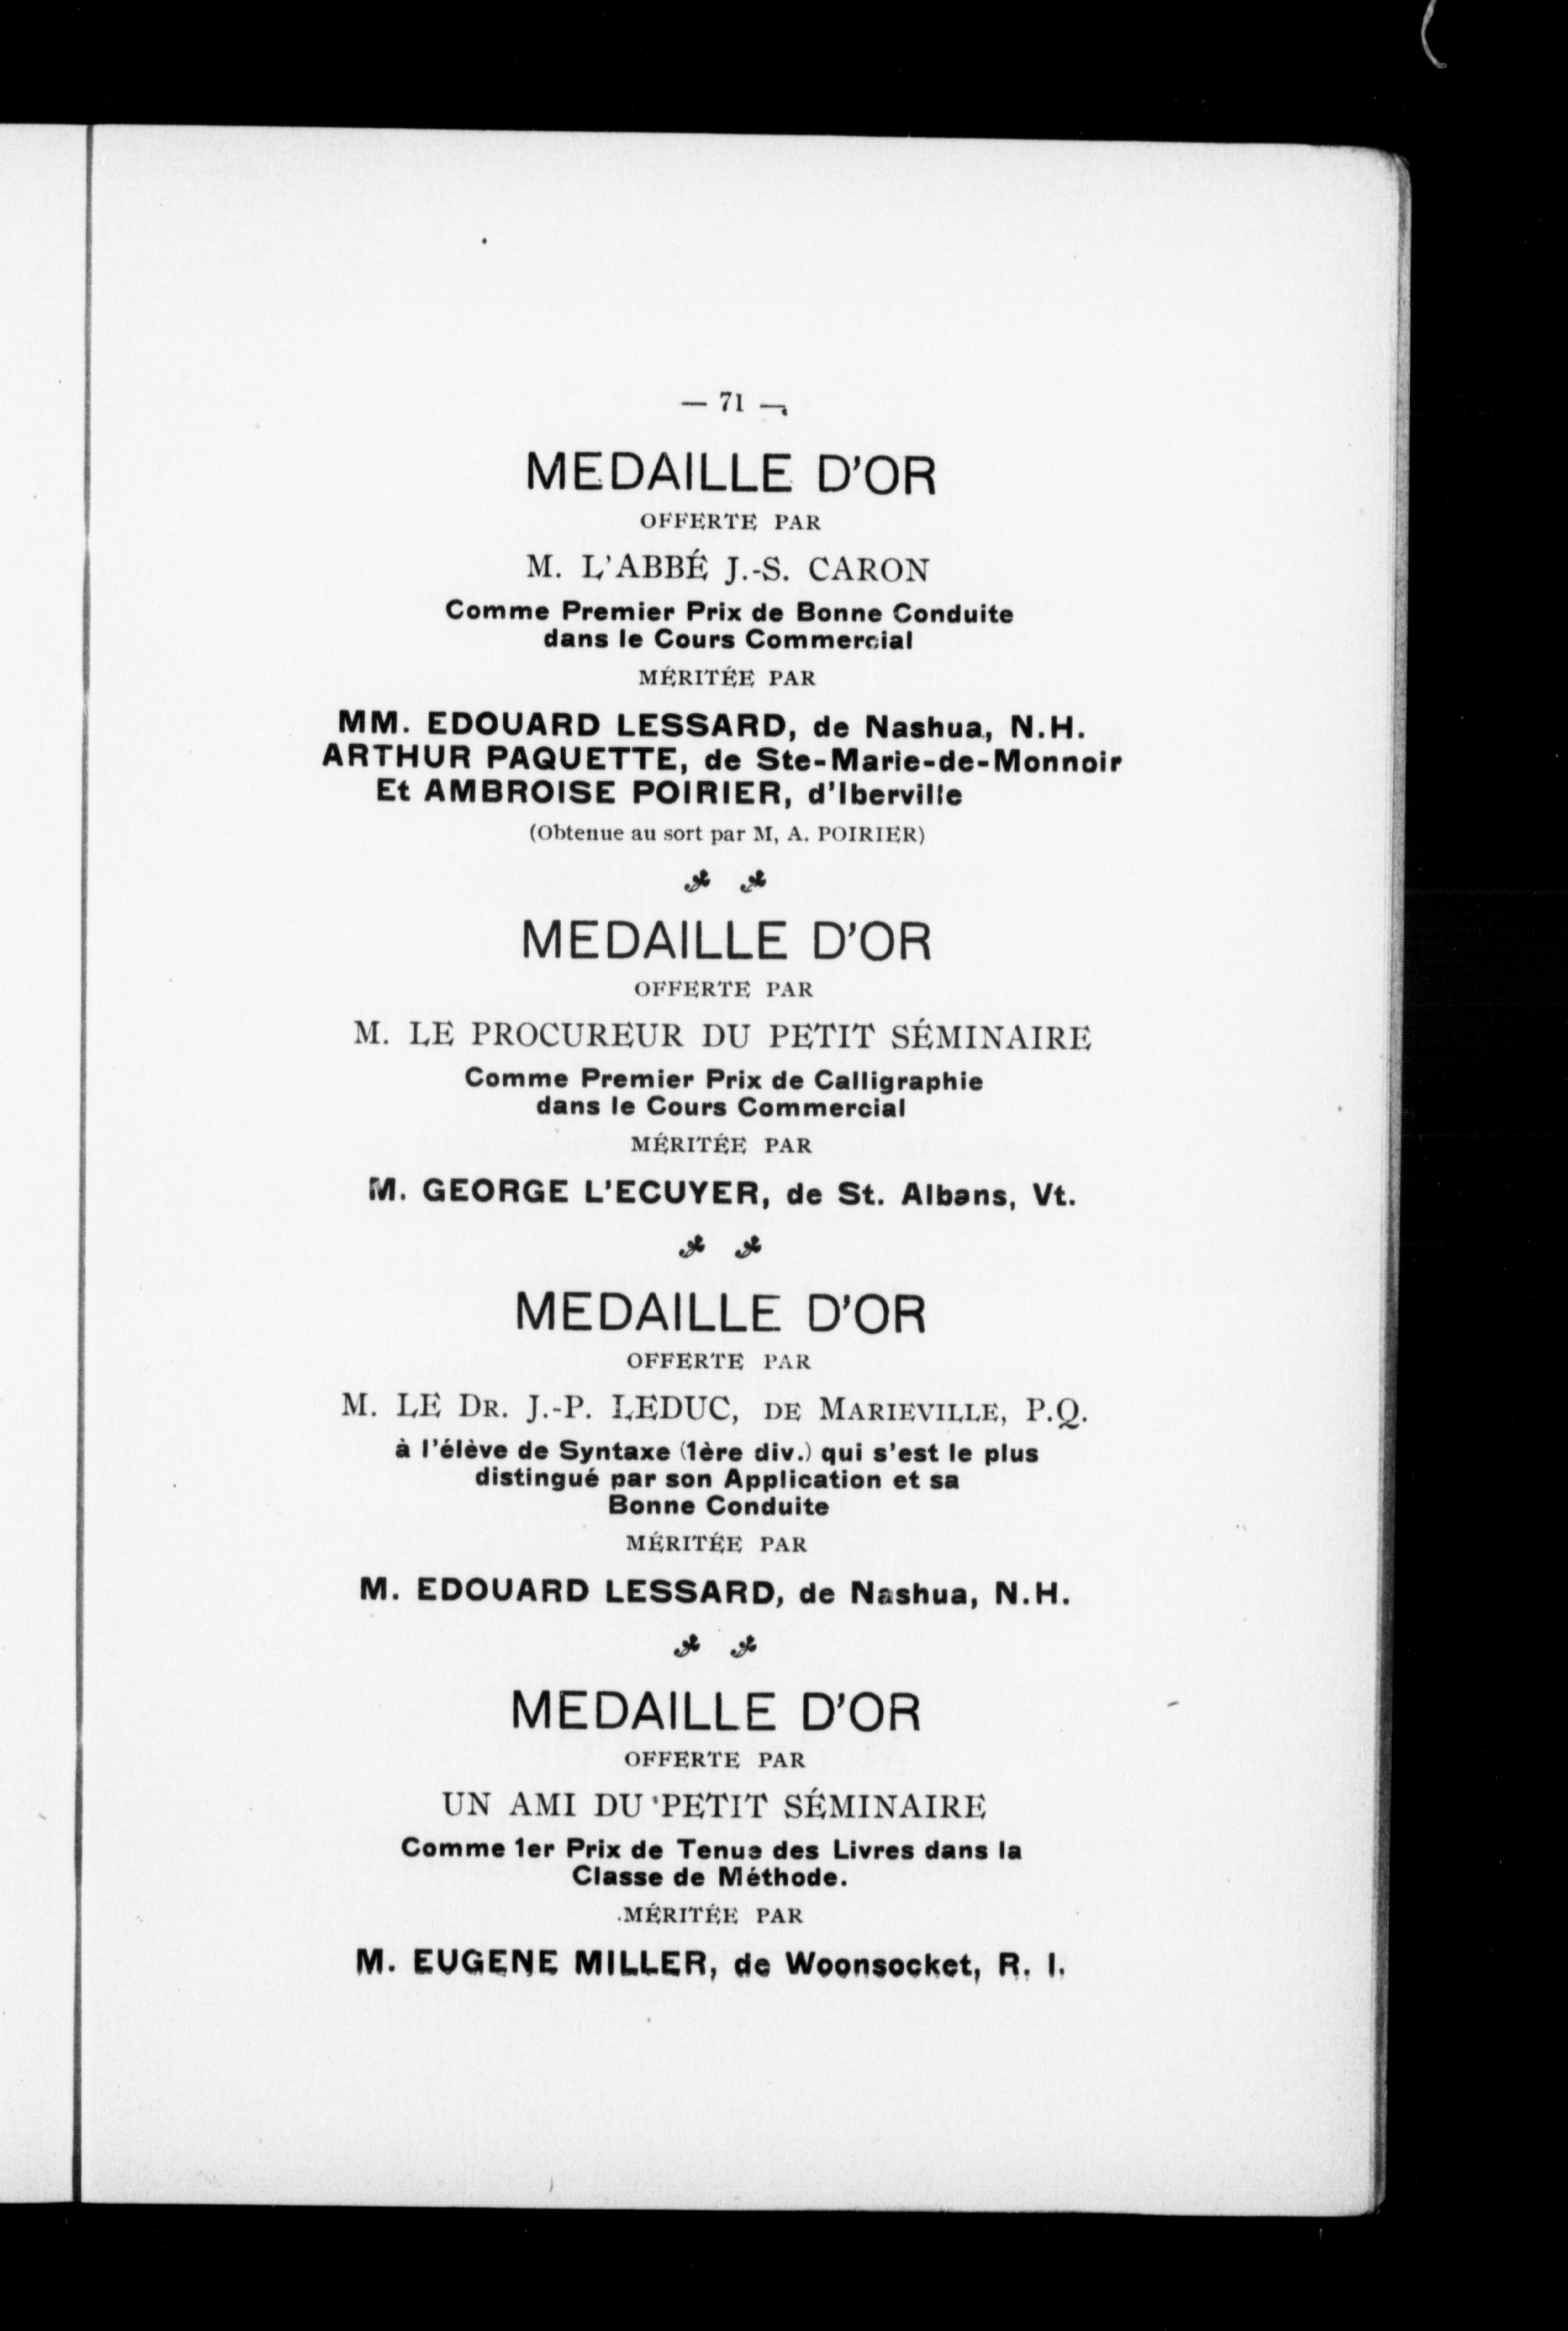 — 71 —
MEDAILLE D'OR
OFFERTE PAR
M. L'ABBÉ J.-S. CARON
Comme Premier Prix de Bonne Conduite
dans le Cours Commercial
MÉRITÉE PAR
MM. EDOUARD LESSARD, de Nashua, N.H.
ARTHUR PAQUETTE, de Ste-Marie-de-Monnoir
Et AMBROISE POIRIER, d'Iberville
(Obtenue au sort par M, A. POIRIER)
MEDAILLE D'OR
OFFERTE PAR
M. LE PROCUREUR DU PETIT SÉMINAIRE
Comme Premier Prix de Calligraphie
dans le Cours Commercial
MÉRITÉE PAR
M. GEORGE L'ECUYER, de St. Albans, Vt.
MEDAILLE D'OR
OFFERTE PAR
M. LE DR. J.-P. LEDUC, DE MARIEVILLE, P.Q.
à l'élève de Syntaxe (1ère div.) qui s'est le plus
distingué par son Application et sa
Bonne Conduite
MÉRITÉE PAR
M. EDOUARD LESSARD, de Nashua, N.H.
MEDAILLE D'OR
OFFERTE PAR
UN AMI DU PETIT SÉMINAIRE
Comme 1er Prix de Tenue des Livres dans la
Classe de Méthode.
MÉRITÉE PAR
M. EUGENE MILLER, de Woonsocket, R. I.